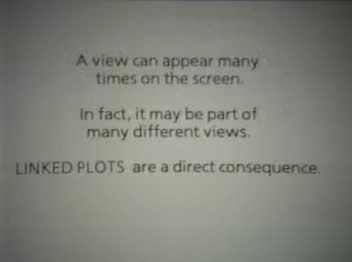 A view can appear many
times on the screen.
In fact, it may be part of
many different views.
LINKED PLOTS are a direct consequence.